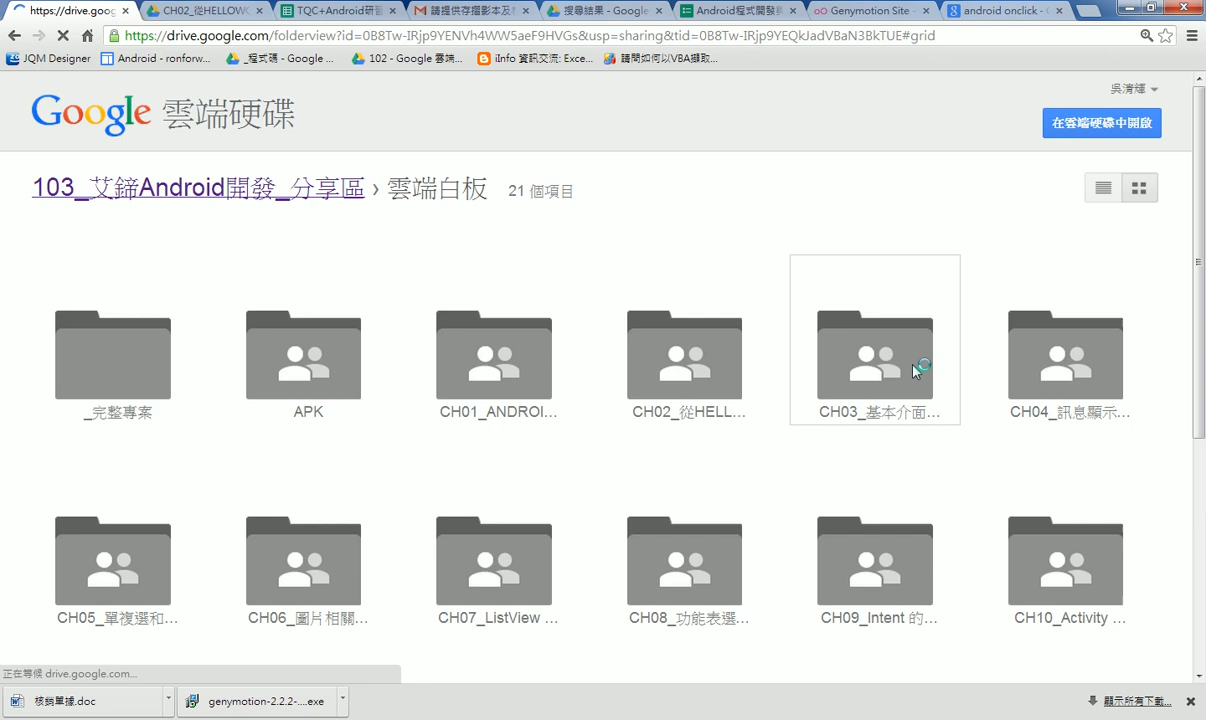 https://drive.goog
CH02_從HELLOWO
TQC+Android研習
請提供存摺影本及
搜尋結果 - Google
Android程式開發與
Genymotion Site -
android onclick - G
https://drive.google.com/folderview?id=0B8Tw-IRjp9YENVh4WW5aeF9HVGs&usp=sharing&tid=0B8Tw-IRjp9YEQkJadVBaN3BkTUE#grid
JQM Designer
Android - ronforw...
_程式碼 - Google ...
102 - Google 雲端...
iInfo 資訊交流: Exce...
請問如何以VBA擷取...
吳清輝
Google 雲端硬碟
在雲端硬碟中開啟
103_艾鍗Android開發_分享區 › 雲端白板 21 個項目
_完整專案
APK
CH01_ANDROI...
CH02_從HELL...
CH03_基本介面...
CH04_訊息顯示...
CH05_單複選和...
CH06_圖片相關...
CH07_ListView ...
CH08_功能表選...
CH09_Intent 的...
CH10_Activity ...
正在等候 drive.google.com...
核銷單據.doc
genymotion-2.2.2-....exe
顯示所有下載...